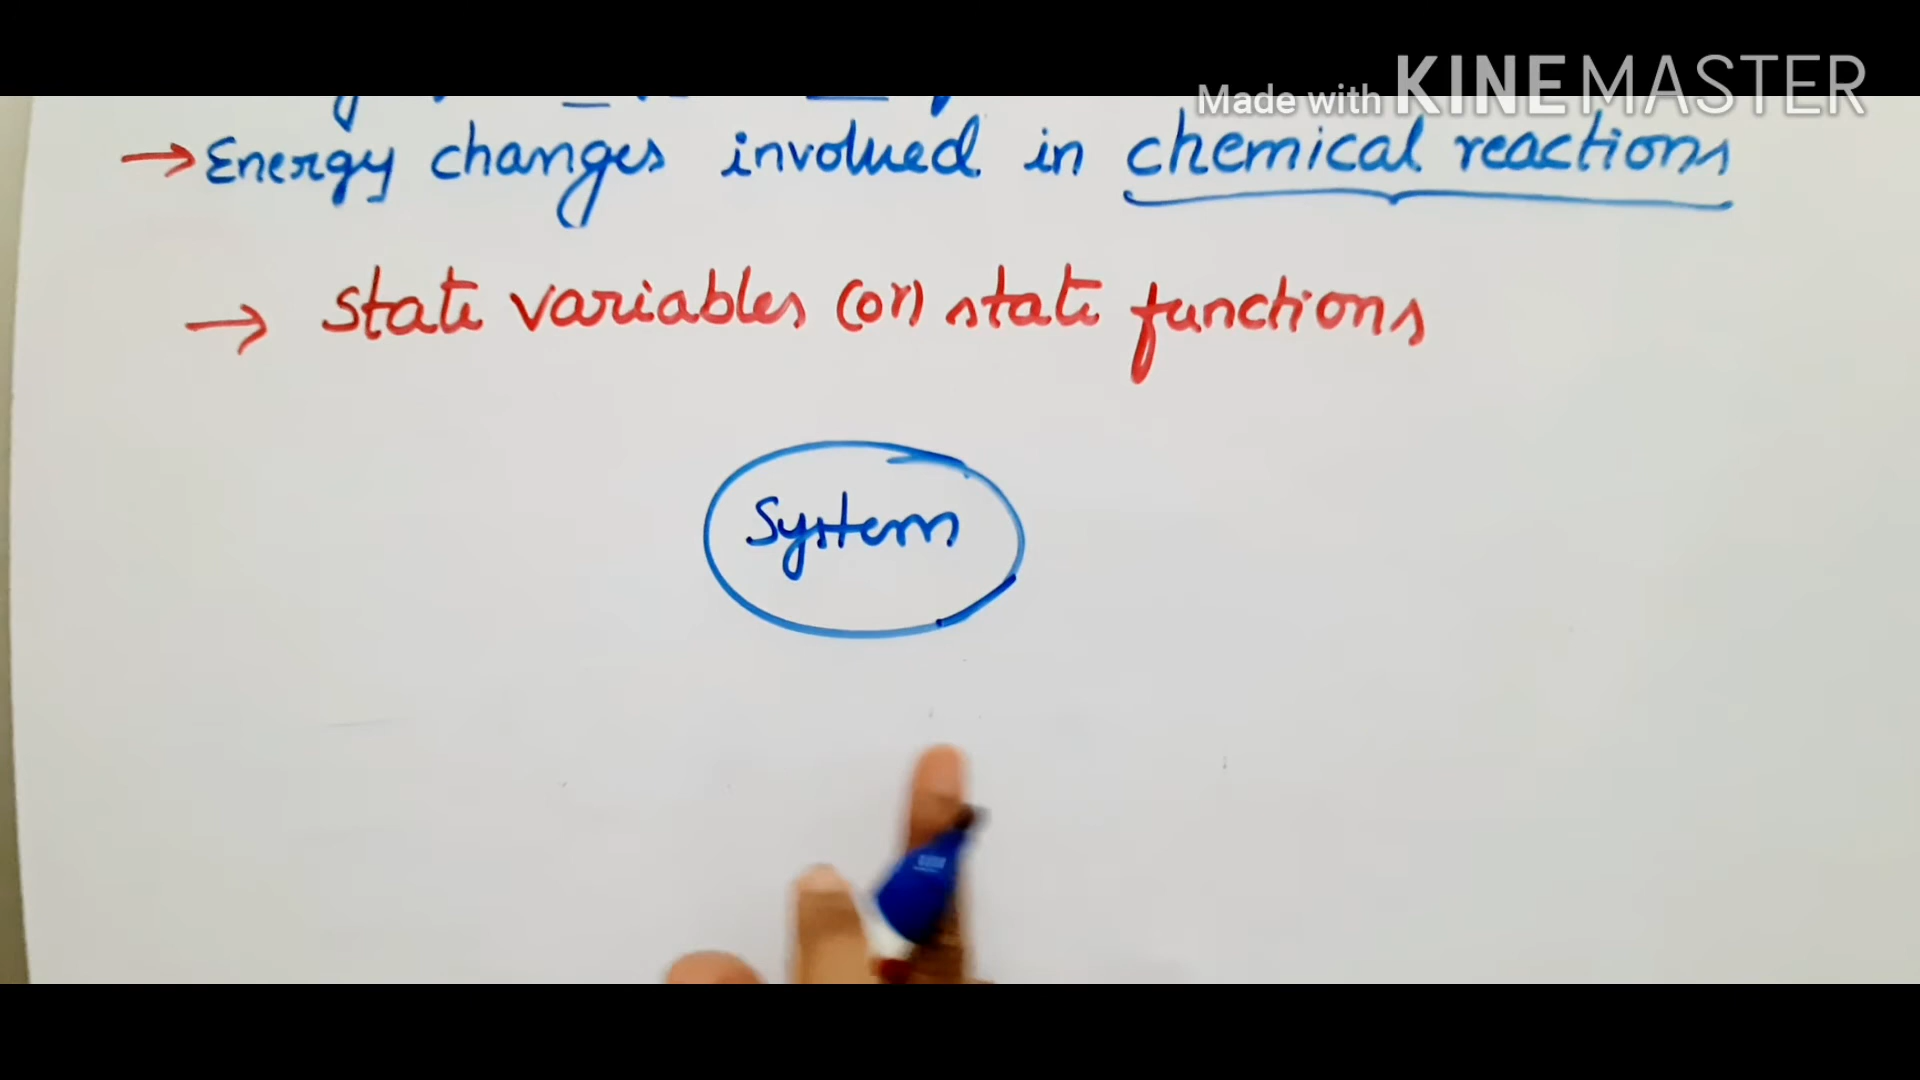 Made with KINEMASTER
→ Energy changes involved in chemical reactions
→ State variables (or) state functions
System